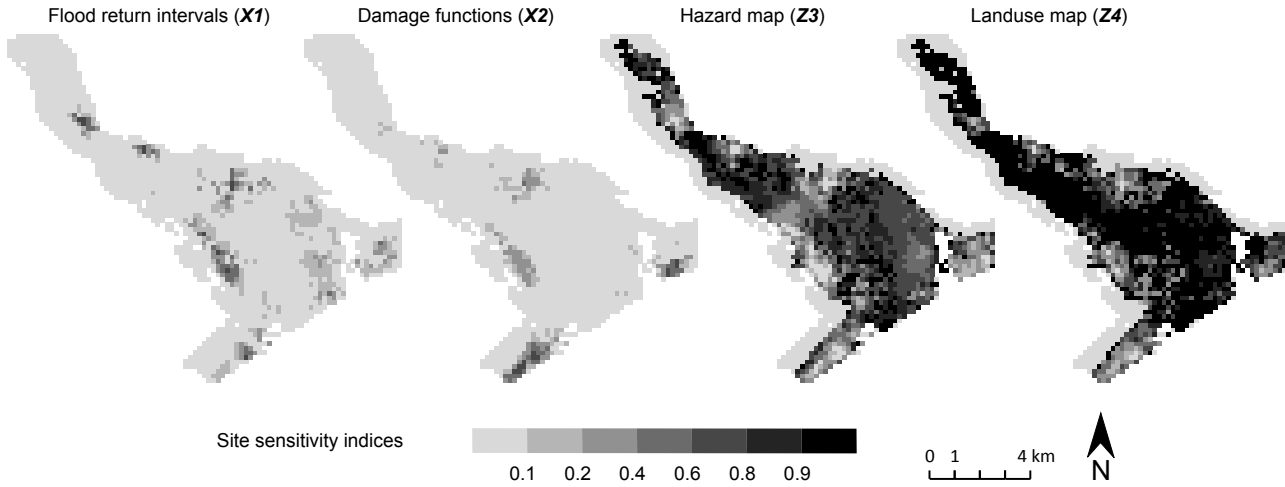 Flood return intervals (X1)
Damage functions (X2)
Hazard map (Z3)
Landuse map (Z4)
Site sensitivity indices
0.1 0.2 0.4 0.6 0.8 0.9
0 1 4 km
N